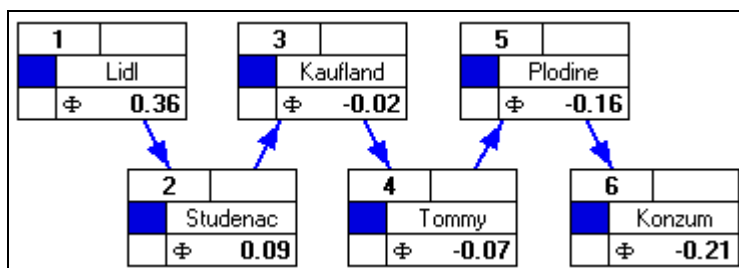 1
Lidl
Φ 0.36
2
Studenac
Φ 0.09
3
Kaufland
Φ -0.02
4
Tommy
Φ -0.07
5
Plodine
Φ -0.16
6
Konzum
Φ -0.21